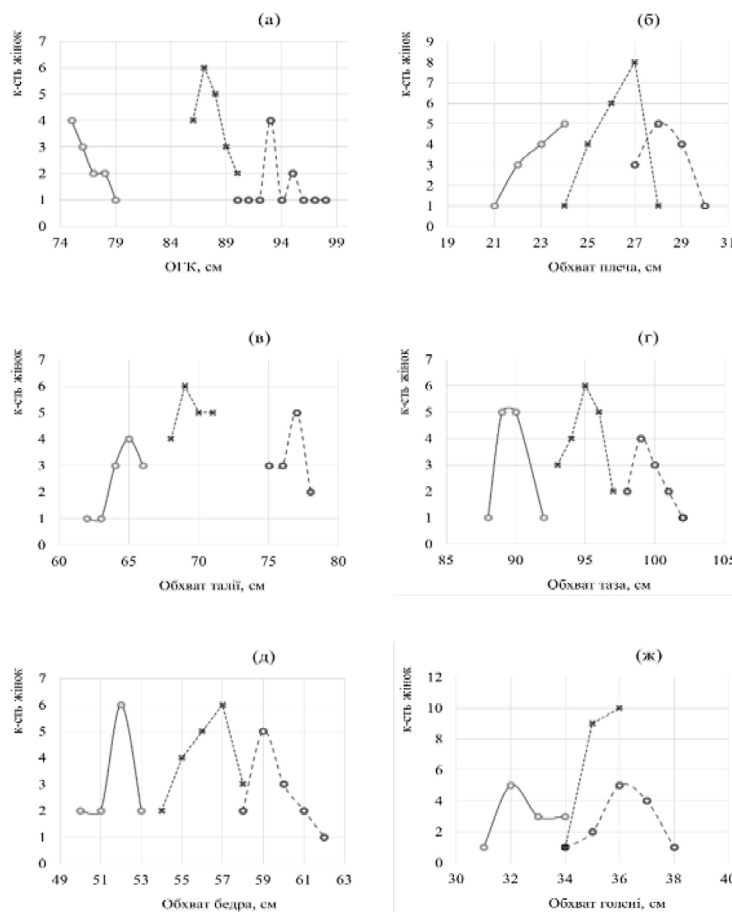 (а)
к-сть жінок
7
6
5
4
3
2
1
0
74 79 84 89 94 99
ОГК, см
(б)
к-сть жінок
9
8
7
6
5
4
3
2
1
0
19 21 23 25 27 29 31
Обхват плеча, см
(в)
к-сть жінок
7
6
5
4
3
2
1
0
60 65 70 75 80
Обхват талії, см
(г)
к-сть жінок
7
6
5
4
3
2
1
0
85 90 95 100 105
Обхват таза, см
(д)
к-сть жінок
7
6
5
4
3
2
1
0
49 51 53 55 57 59 61 63
Обхват бедра, см
(ж)
к-сть жінок
12
10
8
6
4
2
0
30 32 34 36 38 40
Обхват голені, см